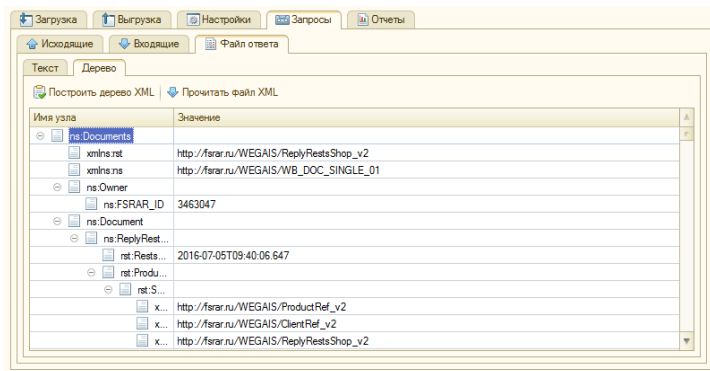 Загрузка Выгрузка Настройки Запросы Отчеты
Исходящие Входящие Файл ответа
Текст Дерево
Построить дерево XML Прочитать файл XML
Имя узла Значение
ns:Documents
xmlns:rst http://fsrar.ru/WEGAIS/ReplyRestsShop_v2
xmlns:ns http://fsrar.ru/WEGAIS/WB_DOC_SINGLE_01
ns:Owner
ns:FSRAR_ID 3463047
ns:Document
ns:ReplyRest...
rst:Rests... 2016-07-05T09:40:06.647
rst:Produ...
rst:S...
x... http://fsrar.ru/WEGAIS/ProductRef_v2
x... http://fsrar.ru/WEGAIS/ClientRef_v2
x... http://fsrar.ru/WEGAIS/ReplyRestsShop_v2